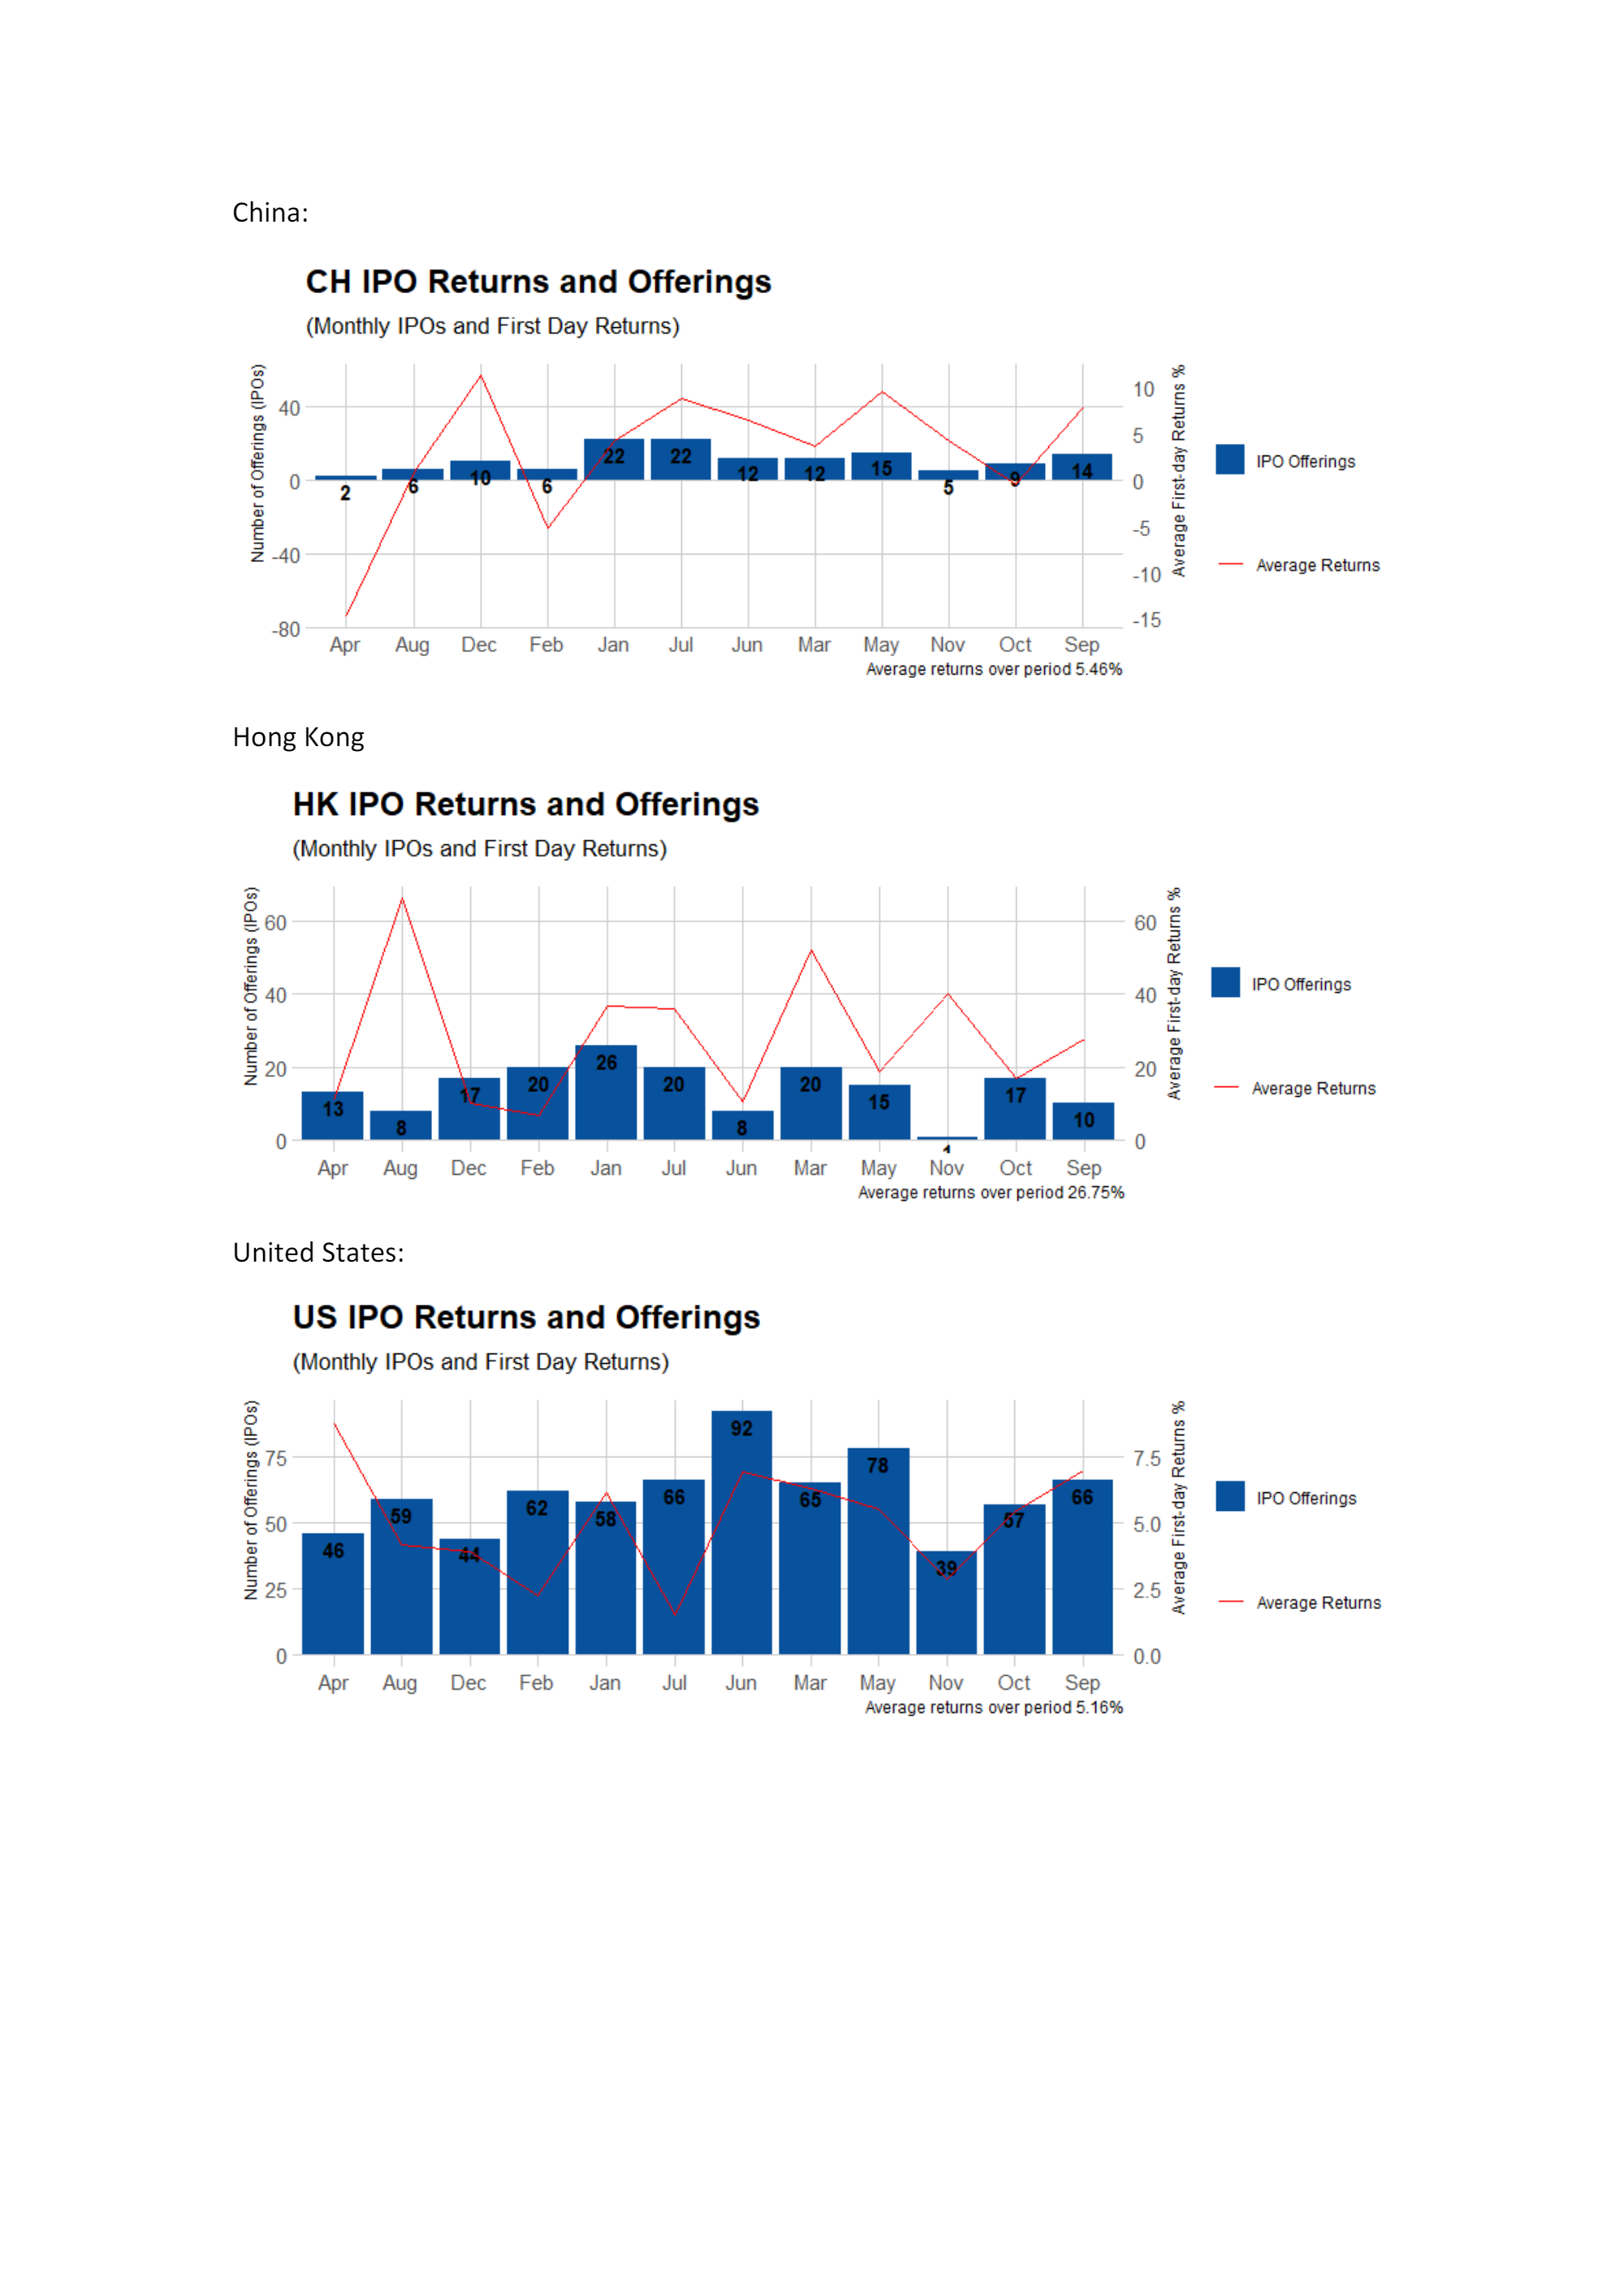 China:
CH IPO Returns and Offerings
(Monthly IPOs and First Day Returns)
Number of Offerings (IPOs)
40
0
-40
-80
2
6
10
6
22
22
12
12
15
5
9
14
10
5
0
-5
-10
-15
Average First-day Returns %
IPO Offerings
Average Returns
Apr Aug Dec Feb Jan Jul Jun Mar May Nov Oct Sep
Average returns over period 5.46%
Hong Kong
HK IPO Returns and Offerings
(Monthly IPOs and First Day Returns)
Number of Offerings (IPOs)
60
40
20
0
13
8
17
20
26
20
8
20
15
1
17
10
60
40
20
0
Average First-day Returns %
IPO Offerings
Average Returns
Apr Aug Dec Feb Jan Jul Jun Mar May Nov Oct Sep
Average returns over period 26.75%
United States:
US IPO Returns and Offerings
(Monthly IPOs and First Day Returns)
Number of Offerings (IPOs)
75
50
25
0
46
59
44
62
58
66
92
65
78
39
57
66
7.5
5.0
2.5
0.0
Average First-day Returns %
IPO Offerings
Average Returns
Apr Aug Dec Feb Jan Jul Jun Mar May Nov Oct Sep
Average returns over period 5.16%